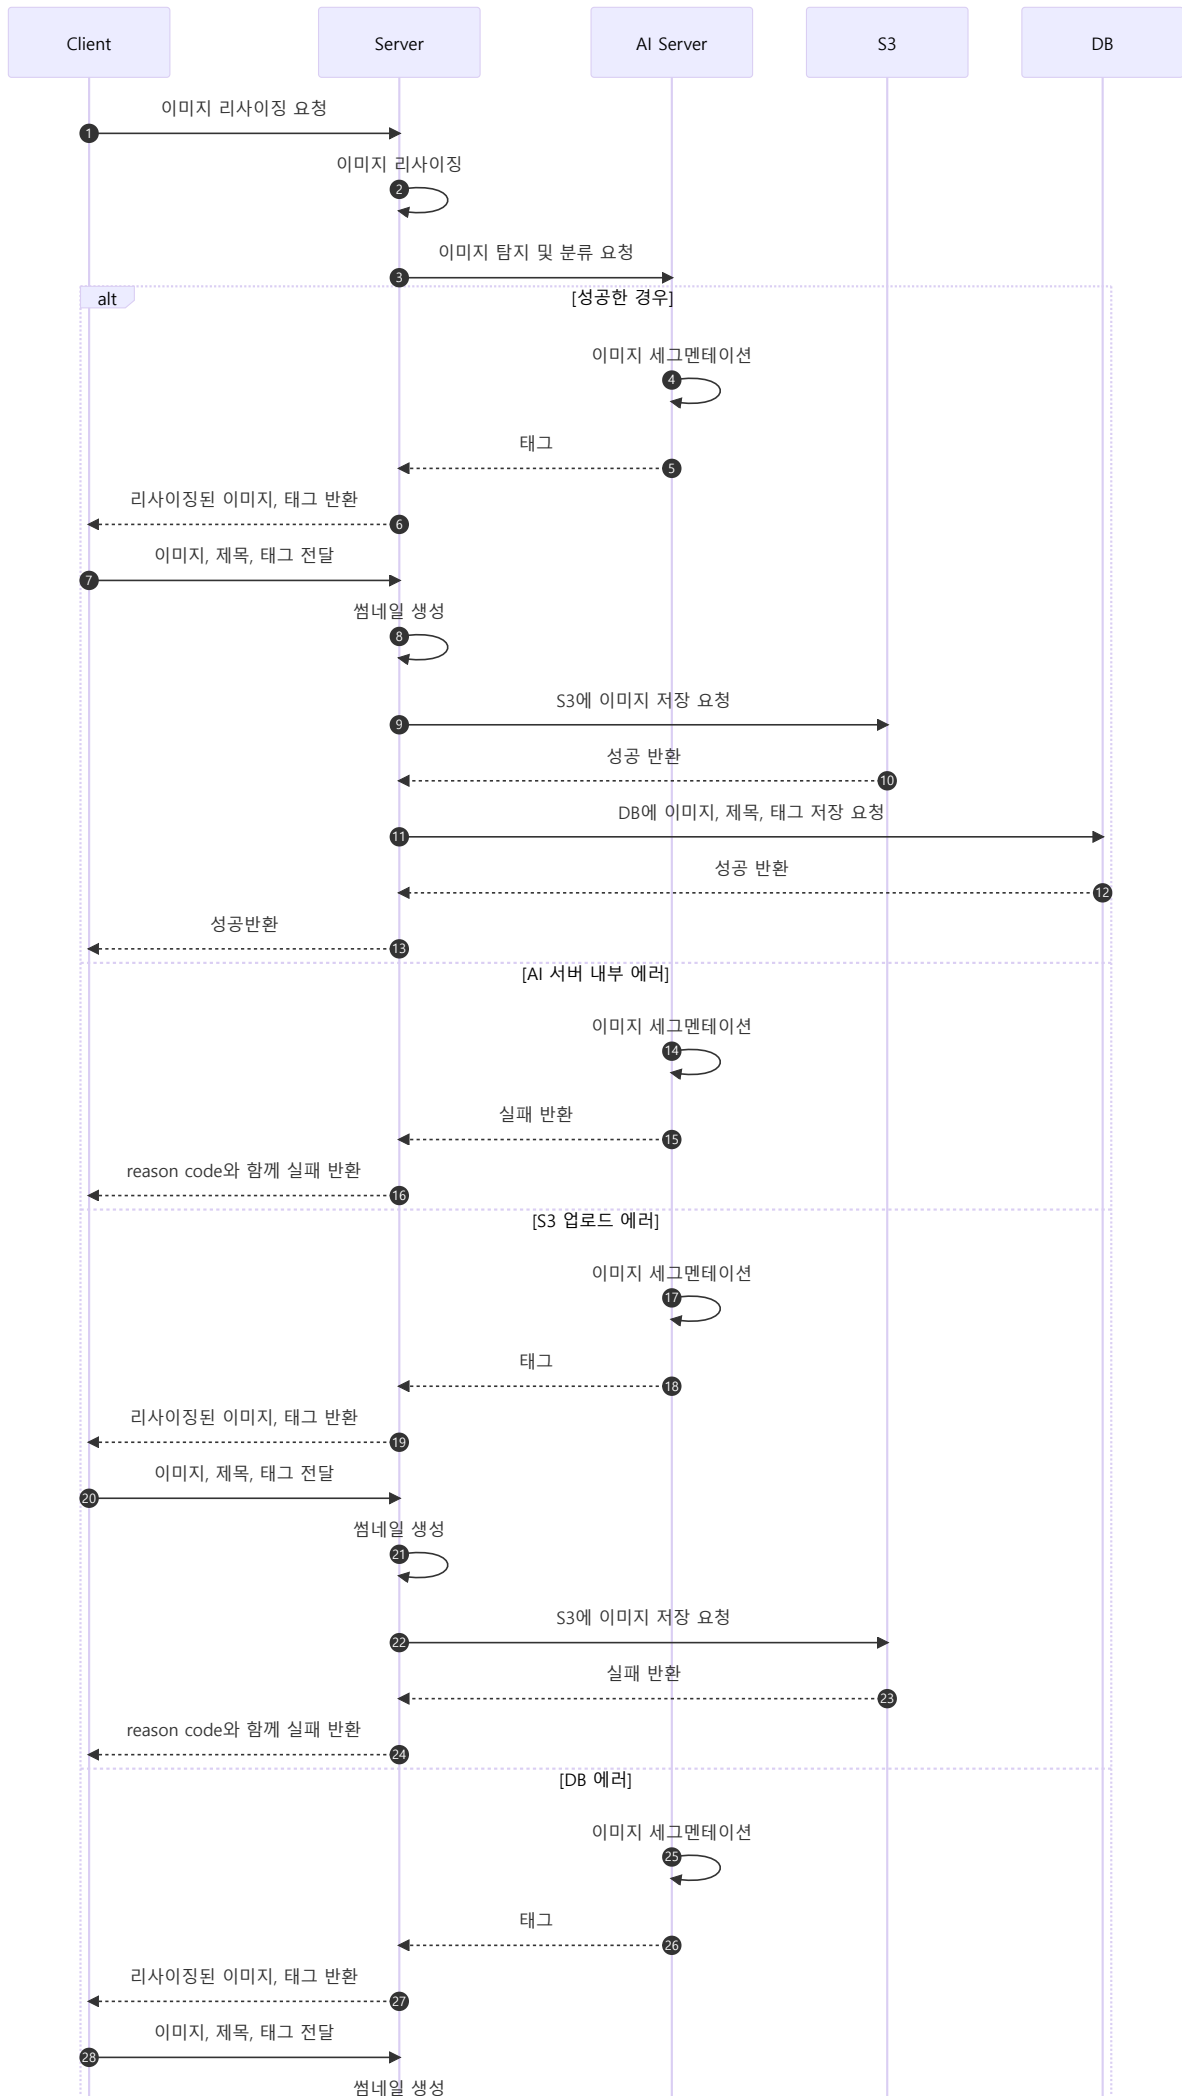 Client
Server
AI Server
S3
DB
이미지 리사이징 요청
1
이미지 리사이징
2
이미지 탐지 및 분류 요청
3
alt
[성공한 경우]
이미지 세그멘테이션
4
태그
5
리사이징된 이미지, 태그 반환
6
이미지, 제목, 태그 전달
7
썸네일 생성
8
S3에 이미지 저장 요청
9
성공 반환
10
DB에 이미지, 제목, 태그 저장 요청
11
성공 반환
12
성공반환
13
[AI 서버 내부 에러]
이미지 세그멘테이션
14
실패 반환
15
reason code와 함께 실패 반환
16
[S3 업로드 에러]
이미지 세그멘테이션
17
태그
18
리사이징된 이미지, 태그 반환
19
이미지, 제목, 태그 전달
20
썸네일 생성
21
S3에 이미지 저장 요청
22
실패 반환
23
reason code와 함께 실패 반환
24
[DB 에러]
이미지 세그멘테이션
25
태그
26
리사이징된 이미지, 태그 반환
27
이미지, 제목, 태그 전달
28
썸네일 생성